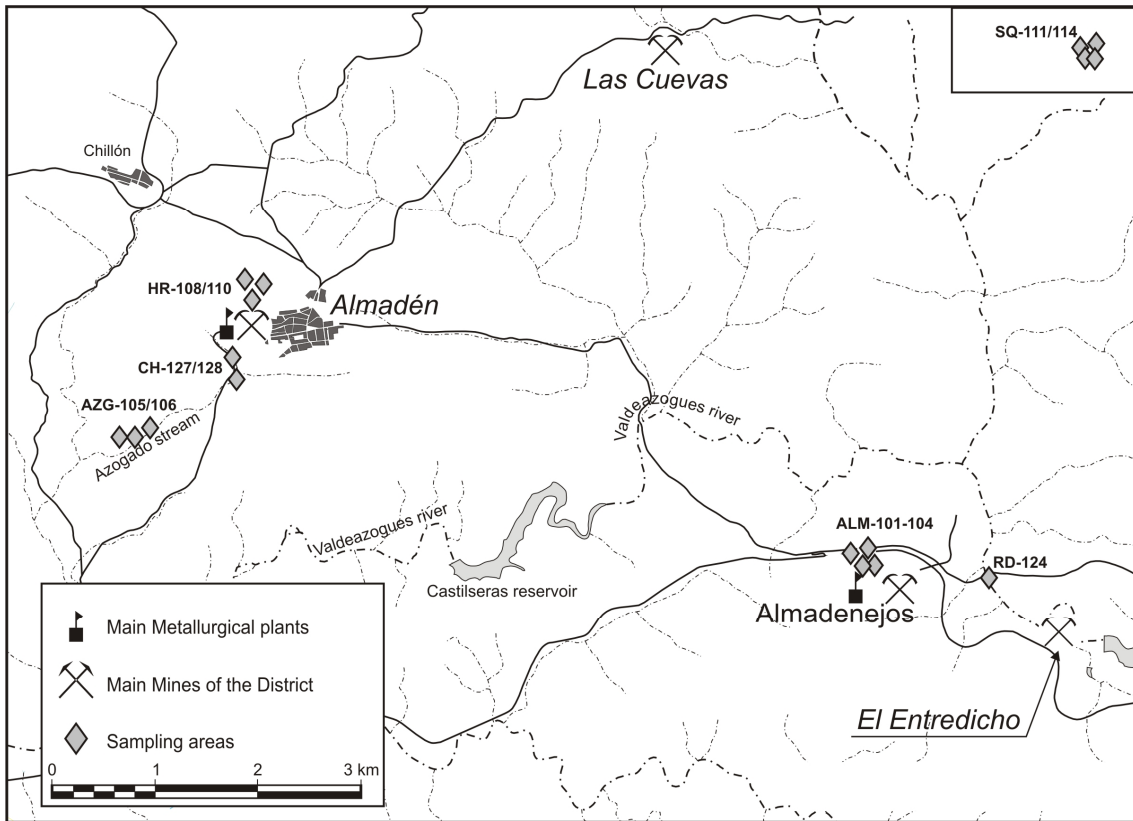 SQ-111/114
Las Cuevas
Chillón
HR-108/110
Almadén
CH-127/128
AZG-105/106
Azogado stream
Valdeazogues river
Valdeazogues river
Castilseras reservoir
ALM-101-104
RD-124
Almadenejos
El Entredicho
Main Metallurgical plants
Main Mines of the District
Sampling areas
0 1 2 3 km